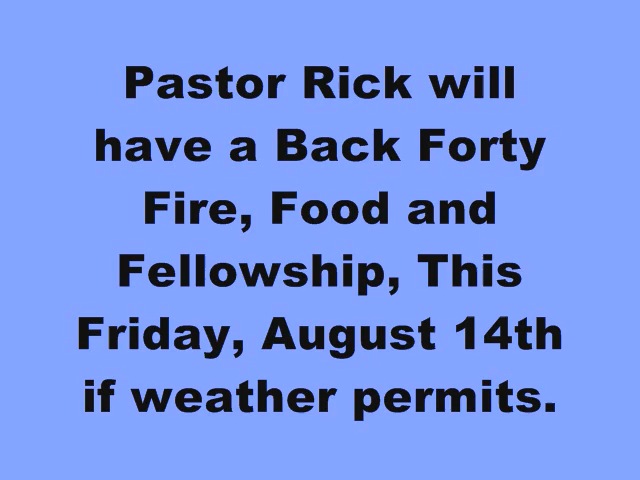 Pastor Rick will
have a Back Forty
Fire, Food and
Fellowship, This
Friday, August 14th
if weather permits.